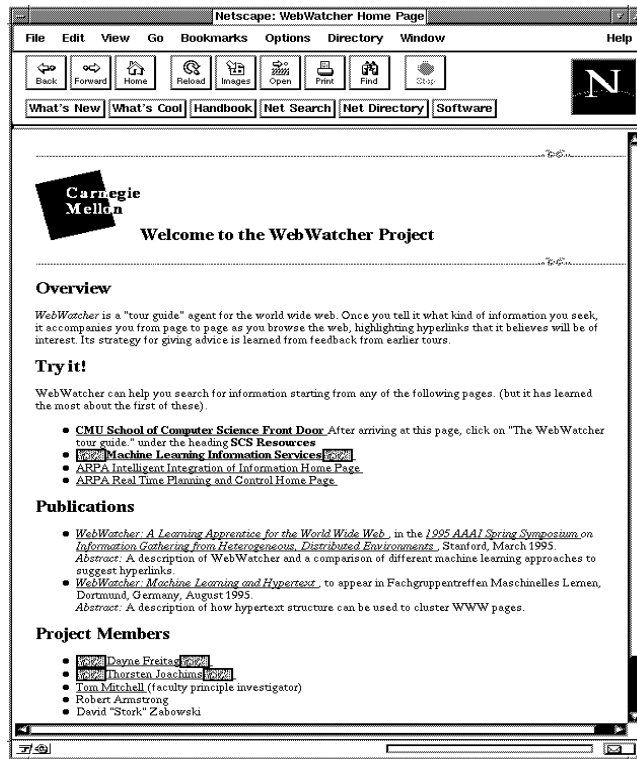 Netscape: WebWatcher Home Page
File Edit View Go Bookmarks Options Directory Window Help
Back Forward Home Reload Images Open Print Find Stop
N
What's New What's Cool Handbook Net Search Net Directory Software
Carnegie
Mellon
Welcome to the WebWatcher Project
Overview
WebWatcher is a "tour guide" agent for the world wide web. Once you tell it what kind of information you seek,
it accompanies you from page to page as you browse the web, highlighting hyperlinks that it believes will be of
interest. Its strategy for giving advice is learned from feedback from earlier tours.
Try it!
WebWatcher can help you search for information starting from any of the following pages. (but it has learned
the most about the first of these).
CMU School of Computer Science Front Door After arriving at this page, click on "The WebWatcher
tour guide." under the heading SCS Resources
Machine Learning Information Services
ARPA Intelligent Integration of Information Home Page
ARPA Real Time Planning and Control Home Page
Publications
WebWatcher: A Learning Apprentice for the World Wide Web , in the 1995 AAAI Spring Symposium on
Information Gathering from Heterogeneous, Distributed Environments , Stanford, March 1995.
Abstract: A description of WebWatcher and a comparison of different machine learning approaches to
suggest hyperlinks.
WebWatcher: Machine Learning and Hypertext , to appear in Fachgruppentreffen Maschinelles Lernen,
Dortmund, Germany, August 1995.
Abstract: A description of how hypertext structure can be used to cluster WWW pages.
Project Members
Dayne Freitag
Thorsten Joachims
Tom Mitchell (faculty principle investigator)
Robert Armstrong
David "Stork" Zabowski